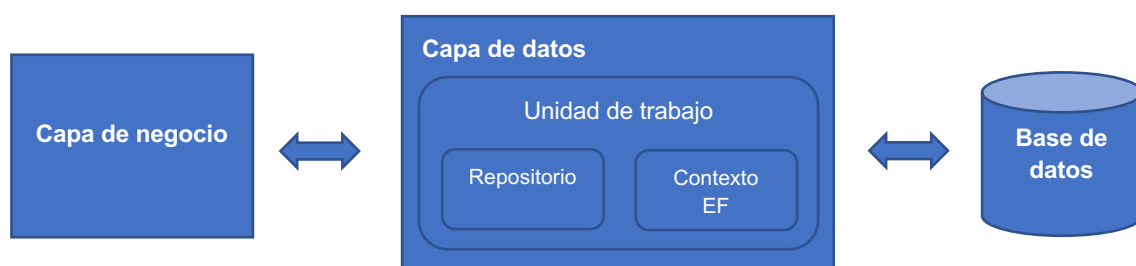 Capa de negocio
Capa de datos
Unidad de trabajo
Repositorio
Contexto
EF
Base de
datos